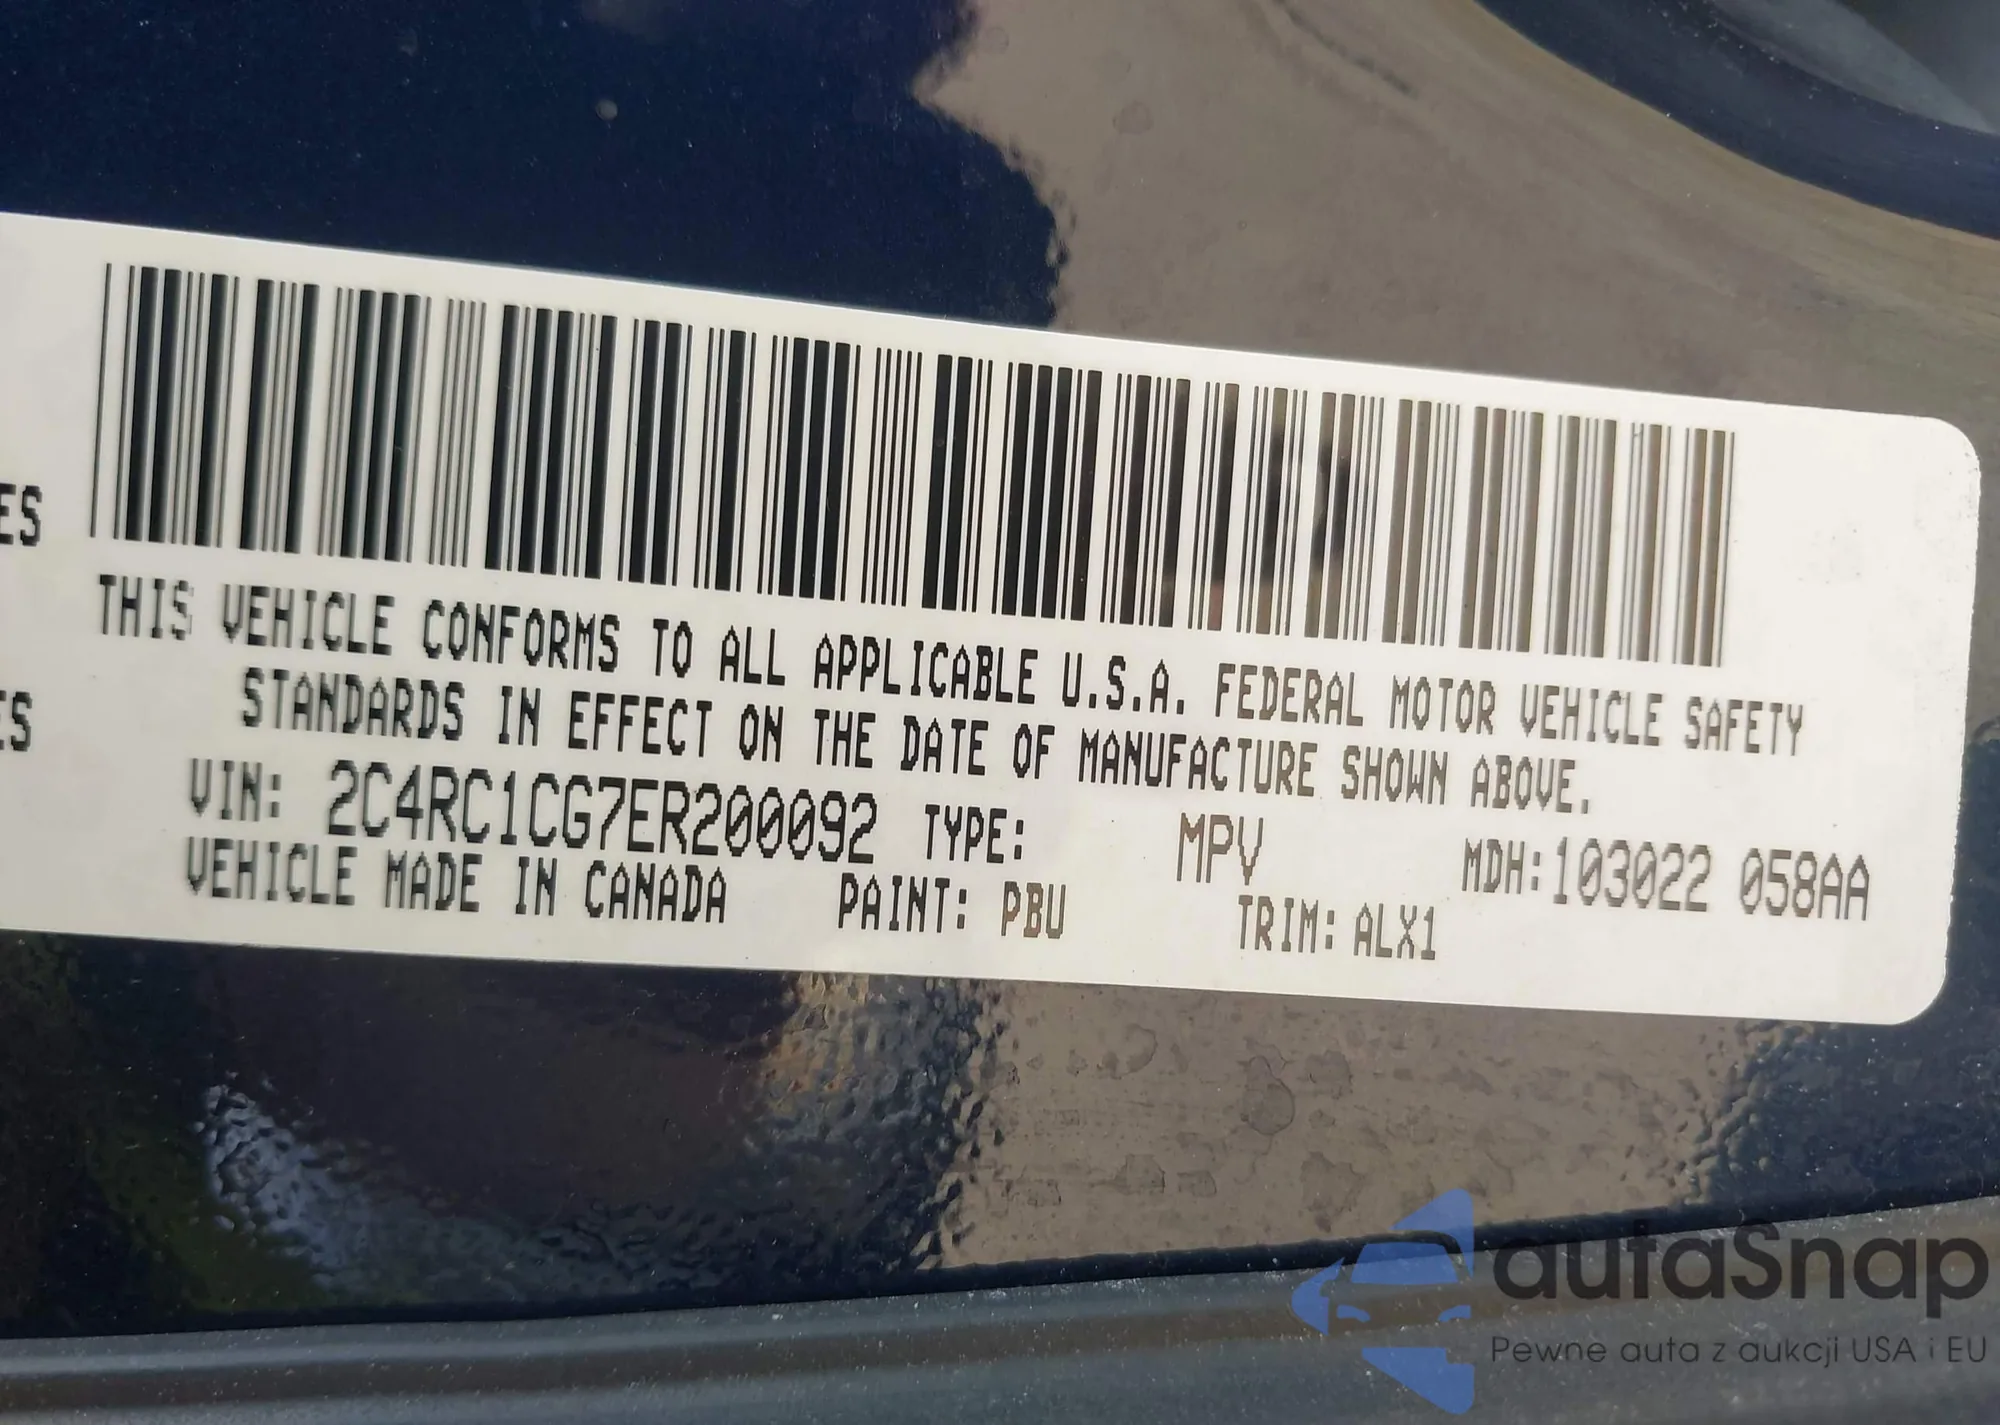 ES
THIS VEHICLE CONFORMS TO ALL APPLICABLE U.S.A. FEDERAL MOTOR VEHICLE SAFETY
ES
STANDARDS IN EFFECT ON THE DATE OF MANUFACTURE SHOWN ABOVE.
VIN: 2C4RC1CG7ER200092 TYPE: MPV MDH:103022 058AA
VEHICLE MADE IN CANADA PAINT: PBU TRIM: ALX1
autaSnap
Pewne auta z aukcji USA i EU